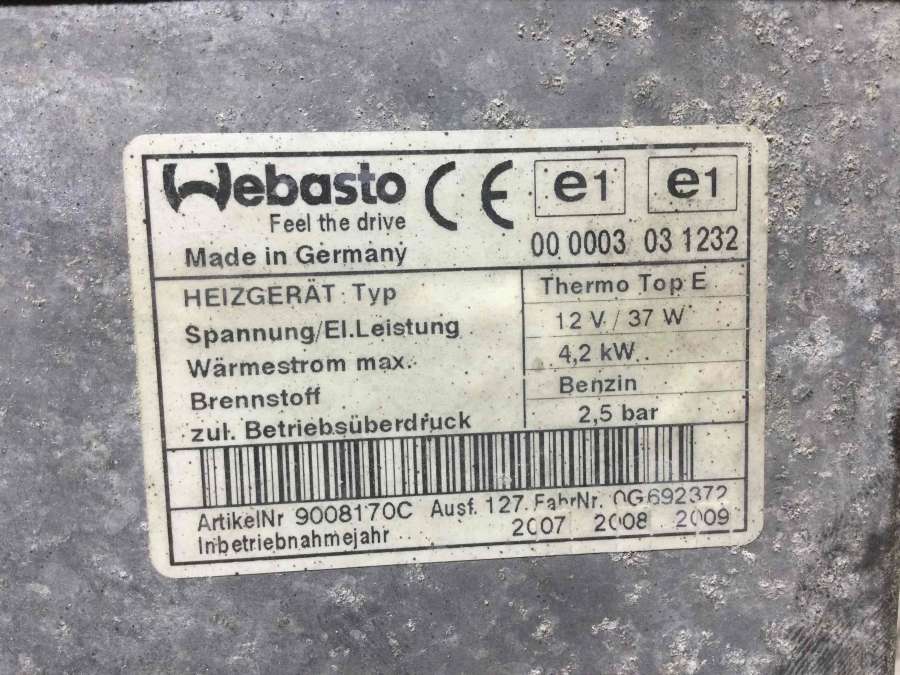 Webasto
Feel the drive
Made in Germany
CE
e1 e1
00 0003 03 1232
HEIZGERÄT Typ Thermo Top E
Spannung/El.Leistung 12 V / 37 W
Wärmestrom max. 4,2 kW
Brennstoff Benzin
zul. Betriebsüberdruck 2,5 bar
ArtikelNr 9008170C Ausf. 127 FabrNr. 0G692372
Inbetriebnahmejahr 2007 2008 2009